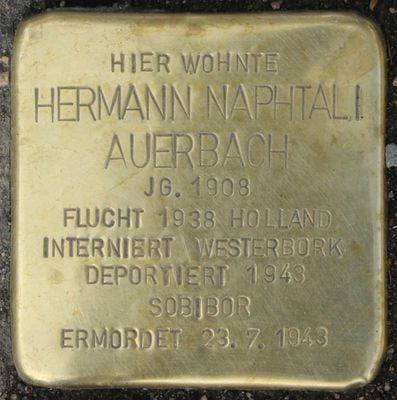 HIER WOHNTE
HERMANN NAPHTALI
AUERBACH
JG. 1908
FLUCHT 1938 HOLLAND
INTERNIERT WESTERBORK
DEPORTIERT 1943
SOBIBOR
ERMORDET 23.7.1943